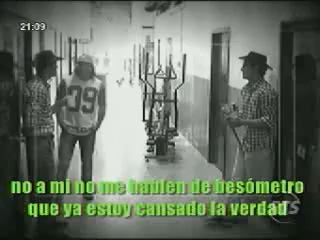 21:09
39
no a mi no me hablen de besómetro
que ya estoy cansado la verdad